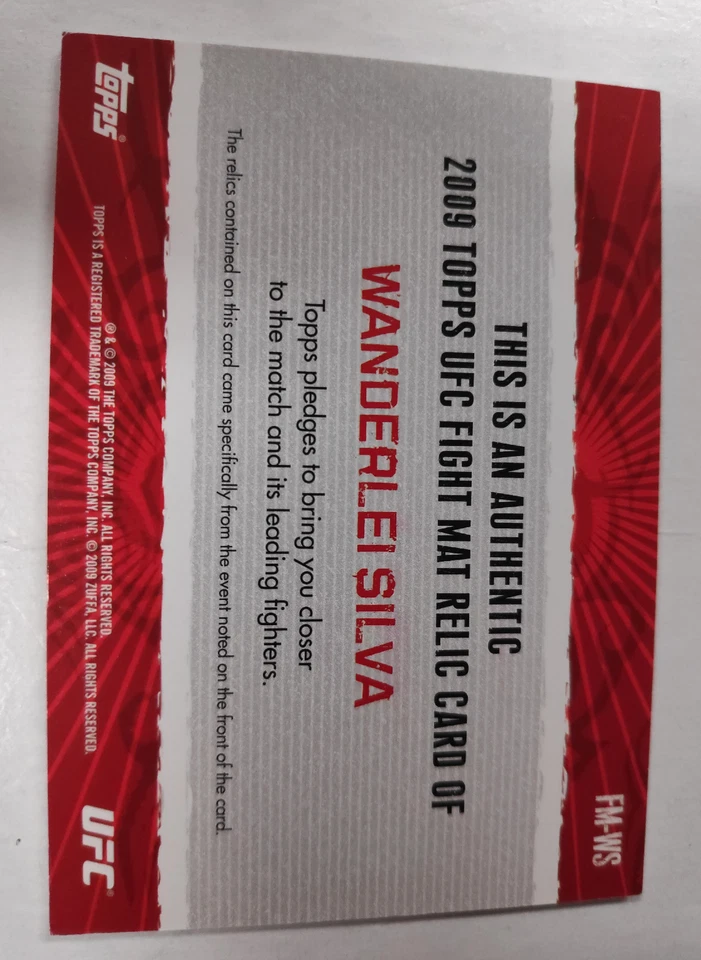 FM-WS
THIS IS AN AUTHENTIC
2009 TOPPS UFC FIGHT MAT RELIC CARD OF
WANDERLEI SILVA
Topps pledges to bring you closer
to the match and its leading fighters.
The relics contained on this card came specifically from the event noted on the front of the card.
topps®
® & © 2009 THE TOPPS COMPANY, INC. ALL RIGHTS RESERVED.
TOPPS IS A REGISTERED TRADEMARK OF THE TOPPS COMPANY, INC. © 2009 ZUFFA, LLC. ALL RIGHTS RESERVED.
UFC®